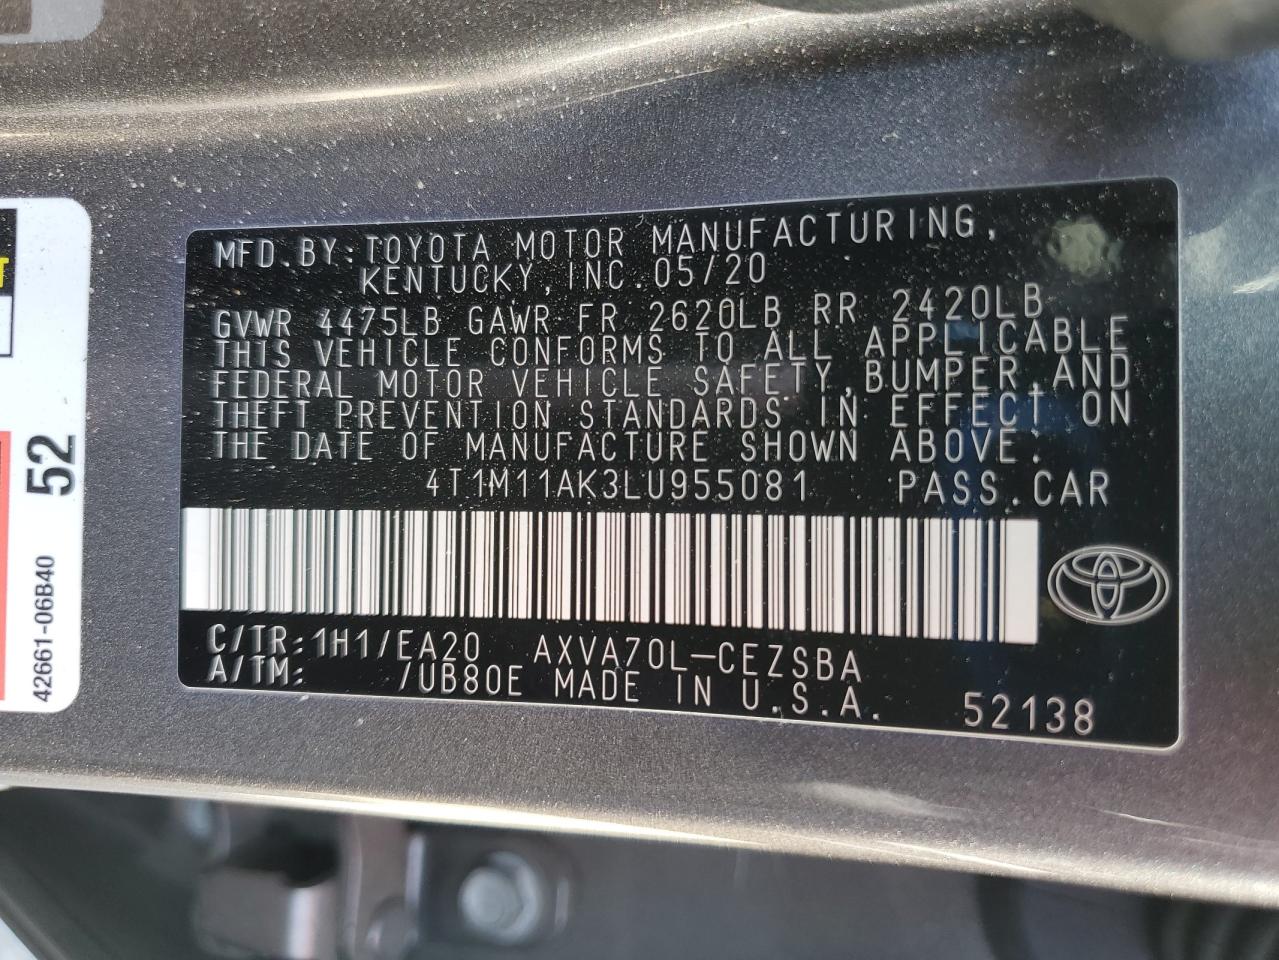 MFD.BY:TOYOTA MOTOR MANUFACTURING,
KENTUCKY, INC. 05/20
GVWR 4475LB GAWR FR 2620LB RR 2420LB
THIS VEHICLE CONFORMS TO ALL APPLICABLE
FEDERAL MOTOR VEHICLE SAFETY,BUMPER,AND
THEFT PREVENTION STANDARDS IN EFFECT ON
THE DATE OF MANUFACTURE SHOWN ABOVE.
4T1M11AK3LU955081 PASS.CAR
C/TR:1H1/EA20 AXVA70L-CEZSBA
A/TM: /UB80E MADE IN U.S.A. 52138
52
42661-06B40